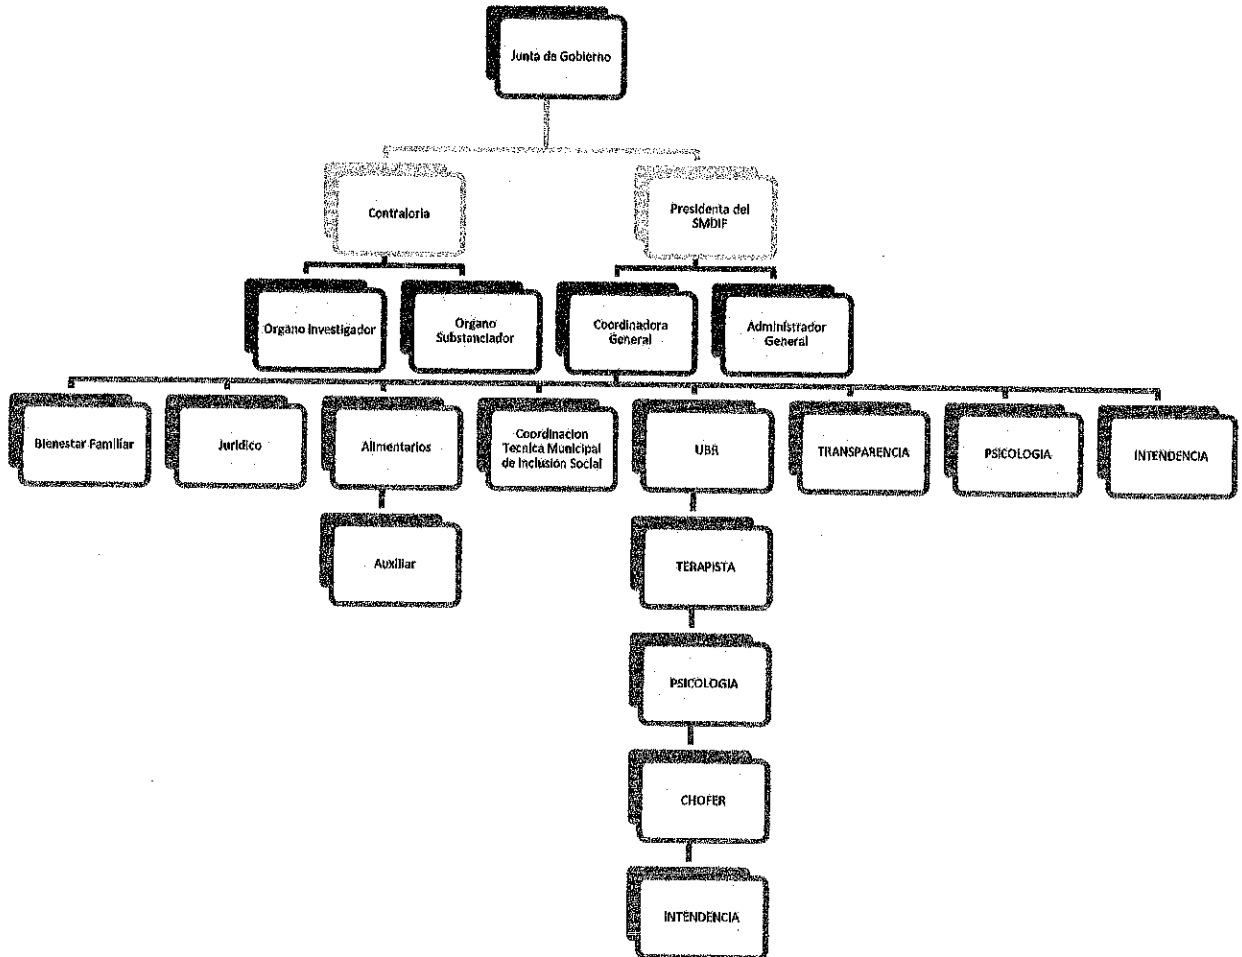 Junta de Gobierno
Contraloria
Presidenta del
SMDIF
Organo Investigador
Organo
Substanciador
Coordinadora
General
Administrador
General
Bienestar Familiar
Jurídico
Alimentarios
Coordinacion
Tecnica Municipal
de Inclusión Social
UBR
TRANSPARENCIA
PSICOLOGIA
INTENDENCIA
Auxiliar
TERAPISTA
PSICOLOGIA
CHOFER
INTENDENCIA